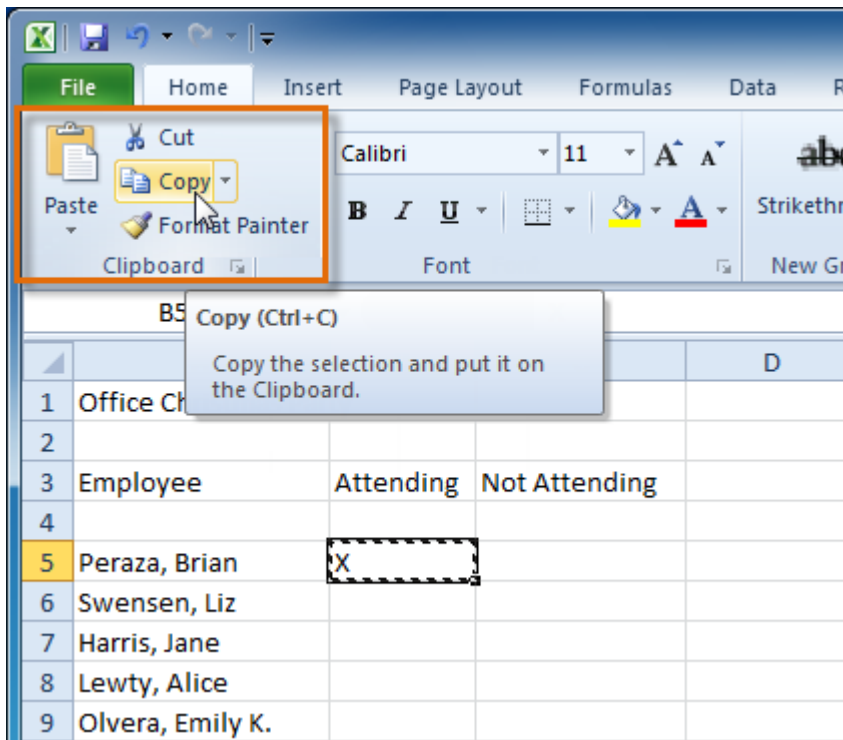 File Home Insert Page Layout Formulas Data
Cut
Calibri 11 A A
Copy
Paste
B I U A
Format Painter
Clipboard Font
B5
Copy (Ctrl+C)
Copy the selection and put it on
the Clipboard.
D
1 Office
2
3 Employee Attending Not Attending
4
5 Peraza, Brian X
6 Swensen, Liz
7 Harris, Jane
8 Lewty, Alice
9 Olvera, Emily K.